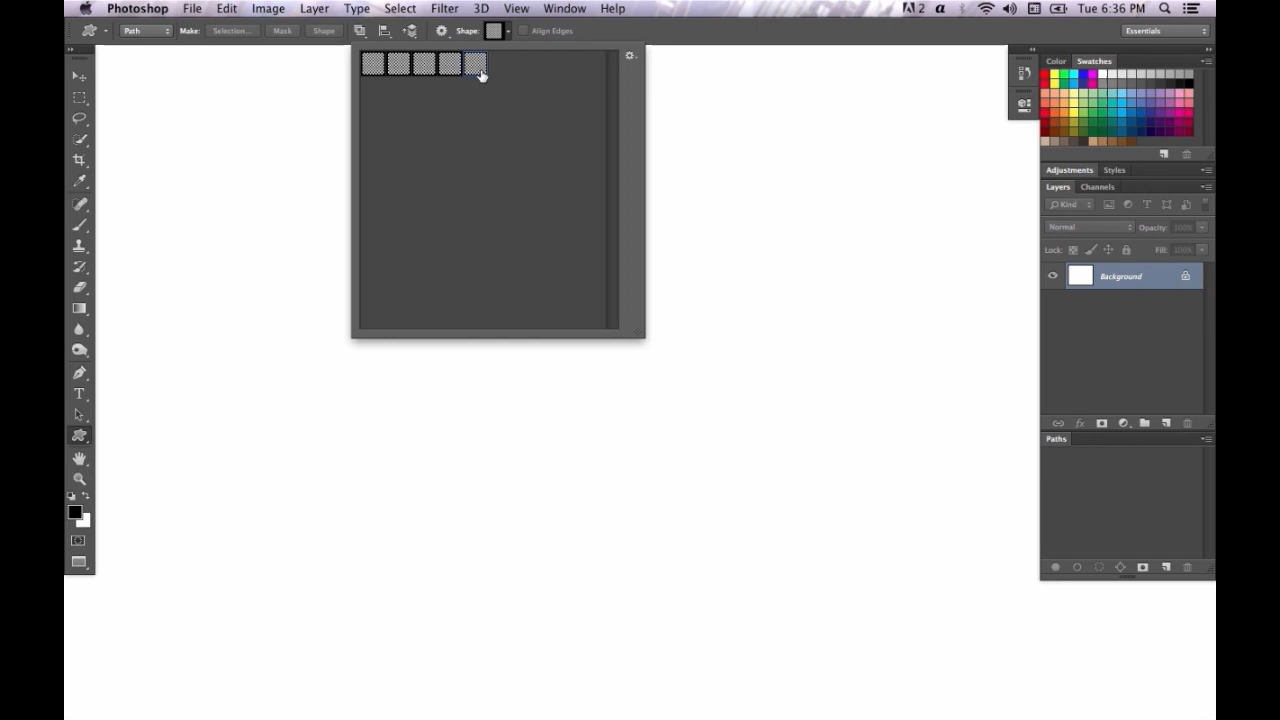 Photoshop File Edit Image Layer Type Select Filter 3D View Window Help 2 Tue 6:36 PM
Path Make: Selection... Mask Shape Shape: Align Edges Essentials
Color Swatches
Adjustments Styles
Layers Channels
Kind
Normal Opacity: 100%
Lock: Fill: 100%
Background
Paths